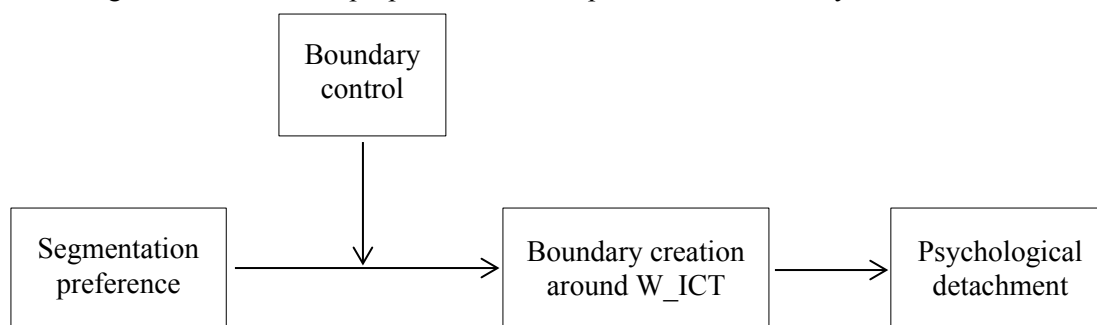 Boundary
control
Segmentation
preference
Boundary creation
around W_ICT
Psychological
detachment